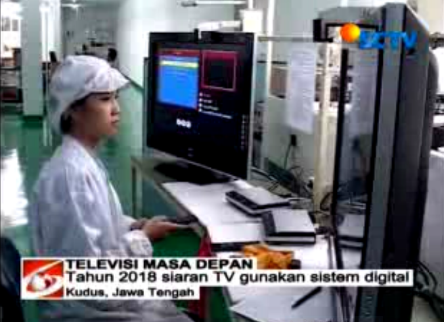 SCTV
TELEVISI MASA DEPAN
Tahun 2018 siaran TV gunakan sistem digital
Kudus, Jawa Tengah